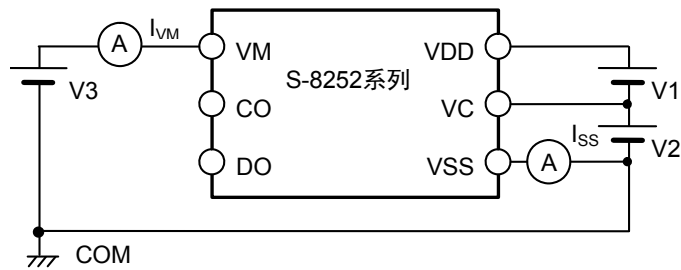 I_VM
A
VM
VDD
S-8252系列
V3
V1
CO
VC
I_SS
V2
DO
VSS
A
COM